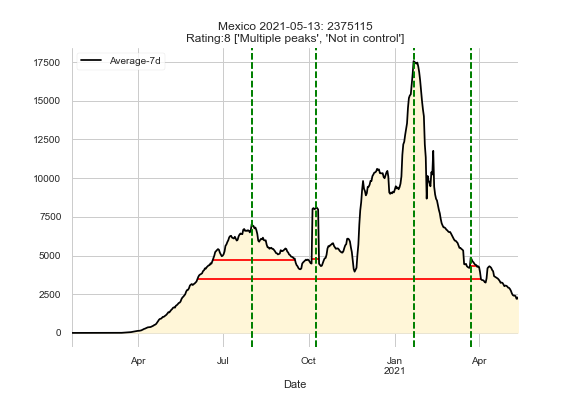 Mexico 2021-05-13: 2375115
Rating:8 ['Multiple peaks', 'Not in control']
Average-7d
17500
15000
12500
10000
7500
5000
2500
0
Apr
Jul
Oct
Jan
2021
Apr
Date